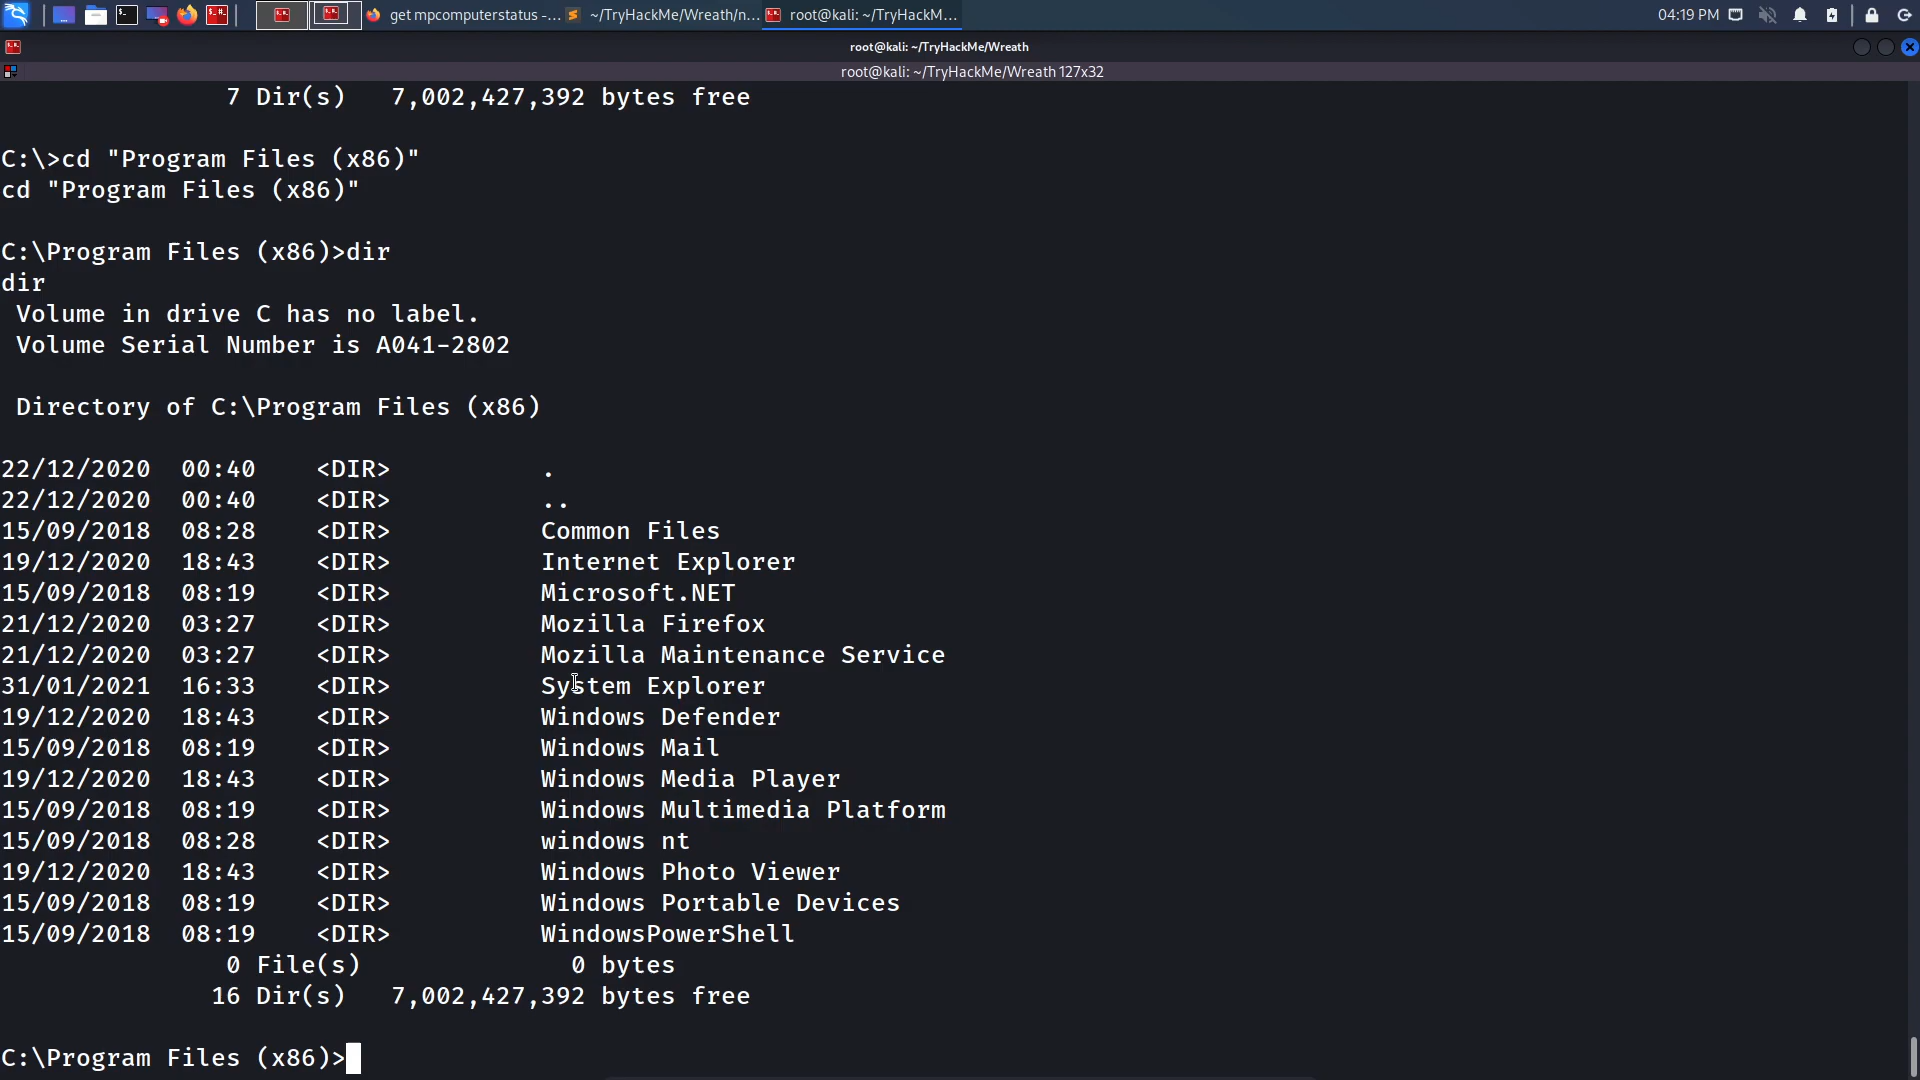 get mpcomputerstatus -...
~/TryHackMe/Wreath/n...
root@kali: ~/TryHackM...
04:19 PM
root@kali: ~/TryHackMe/Wreath
root@kali: ~/TryHackMe/Wreath 127x32
7 Dir(s)   7,002,427,392 bytes free
C:\>cd "Program Files (x86)"
cd "Program Files (x86)"
C:\Program Files (x86)>dir
dir
Volume in drive C has no label.
Volume Serial Number is A041-2802
Directory of C:\Program Files (x86)
22/12/2020  00:40    <DIR>          .
22/12/2020  00:40    <DIR>          ..
15/09/2018  08:28    <DIR>          Common Files
19/12/2020  18:43    <DIR>          Internet Explorer
15/09/2018  08:19    <DIR>          Microsoft.NET
21/12/2020  03:27    <DIR>          Mozilla Firefox
21/12/2020  03:27    <DIR>          Mozilla Maintenance Service
31/01/2021  16:33    <DIR>          System Explorer
19/12/2020  18:43    <DIR>          Windows Defender
15/09/2018  08:19    <DIR>          Windows Mail
19/12/2020  18:43    <DIR>          Windows Media Player
15/09/2018  08:19    <DIR>          Windows Multimedia Platform
15/09/2018  08:28    <DIR>          windows nt
19/12/2020  18:43    <DIR>          Windows Photo Viewer
15/09/2018  08:19    <DIR>          Windows Portable Devices
15/09/2018  08:19    <DIR>          WindowsPowerShell
0 File(s)              0 bytes
16 Dir(s)   7,002,427,392 bytes free
C:\Program Files (x86)>